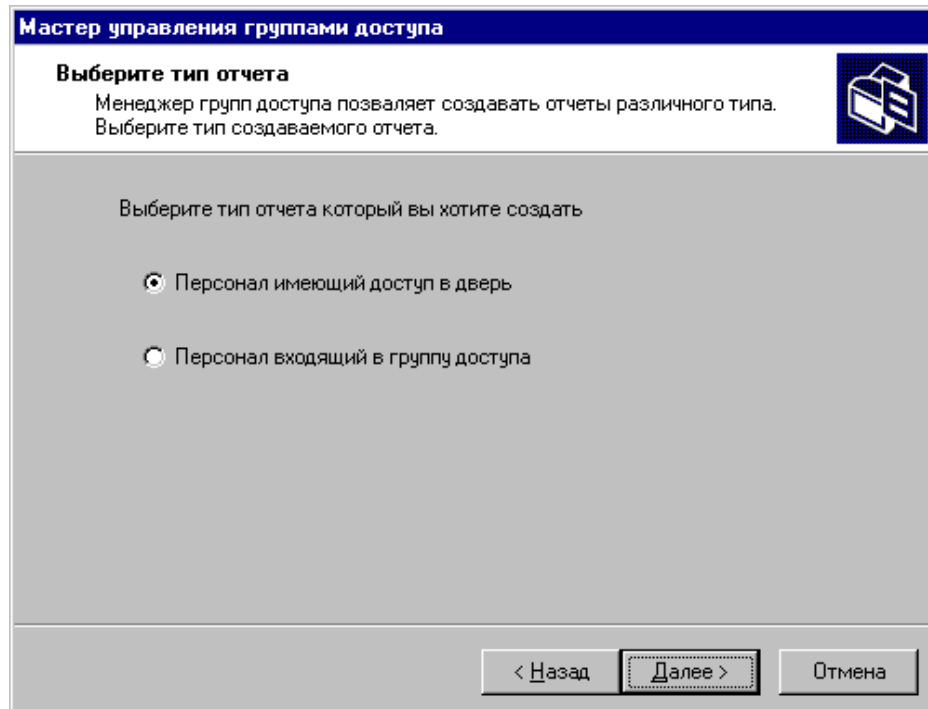 Мастер управления группами доступа
Выберите тип отчета
Менеджер групп доступа позваляет создавать отчеты различного типа.
Выберите тип создаваемого отчета.
Выберите тип отчета который вы хотите создать
Персонал имеющий доступ в дверь
Персонал входящий в группу доступа
< Назад Далее > Отмена